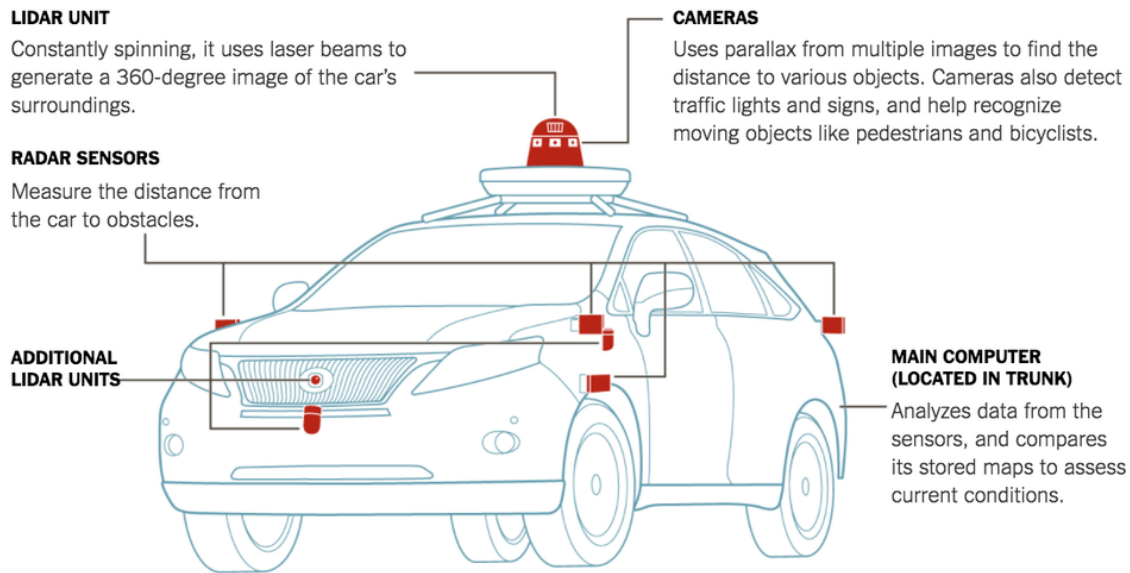 LIDAR UNIT
Constantly spinning, it uses laser beams to
generate a 360-degree image of the car's
surroundings.
CAMERAS
Uses parallax from multiple images to find the
distance to various objects. Cameras also detect
traffic lights and signs, and help recognize
moving objects like pedestrians and bicyclists.
RADAR SENSORS
Measure the distance from
the car to obstacles.
ADDITIONAL
LIDAR UNITS
MAIN COMPUTER
(LOCATED IN TRUNK)
Analyzes data from the
sensors, and compares
its stored maps to assess
current conditions.